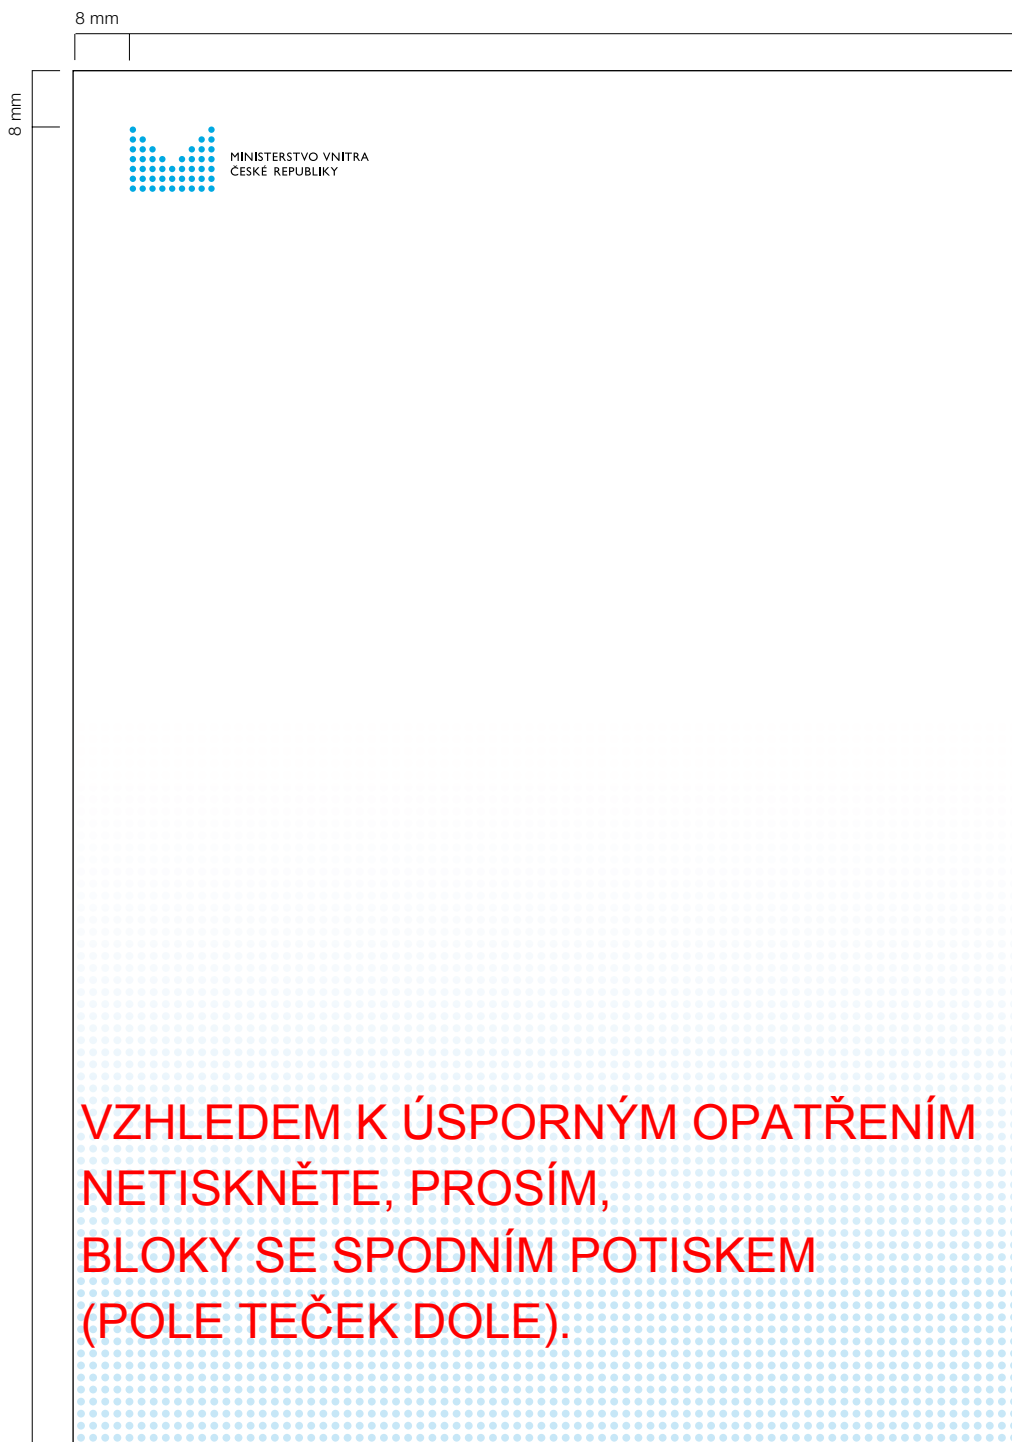 8 mm
8 mm
MINISTERSTVO VNITRA
ČESKÉ REPUBLIKY
VZHLEDEM K ÚSPORNÝM OPATŘENÍM
NETISKNĚTE, PROSÍM,
BLOKY SE SPODNÍM POTISKEM
(POLE TEČEK DOLE).